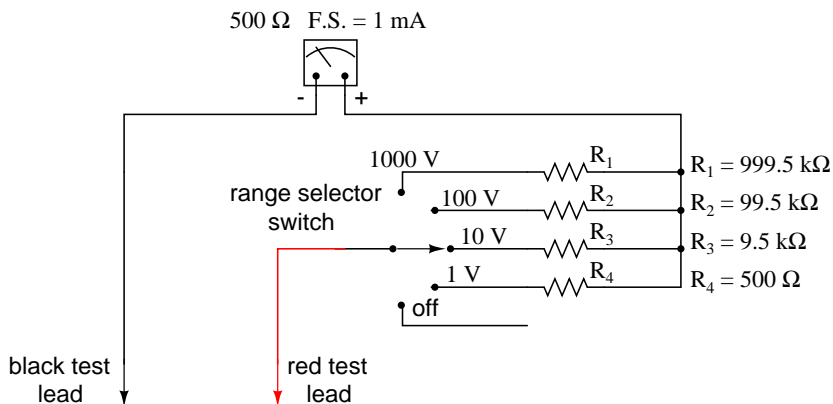 500 Ω F.S. = 1 mA
- +
1000 V R₁ R₁ = 999.5 kΩ
range selector
switch
100 V R₂ R₂ = 99.5 kΩ
10 V R₃ R₃ = 9.5 kΩ
1 V R₄ R₄ = 500 Ω
off
black test
lead
red test
lead